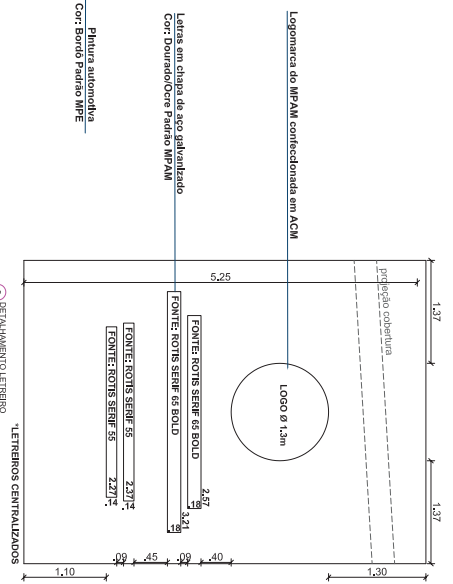 Logomarca do MPAM confeccionada em ACM
Letras em chapa de aço galvanizado
Cor: Dourado/Ocre Padrão MPAM
Pintura automotiva
Cor: Bordô Padrão MPE
1.37
1.37
projeção cobertura
5.25
1.30
LOGO Ø 1.3m
.40
FONTE: ROTIS SERIF 65 BOLD
2.57
.18
.09
FONTE: ROTIS SERIF 65 BOLD
3.21
.18
.45
FONTE: ROTIS SERIF 55
2.37
.14
.09
FONTE: ROTIS SERIF 55
2.27
.14
1.10
*LETREIROS CENTRALIZADOS
DETALHAMENTO LETREIRO